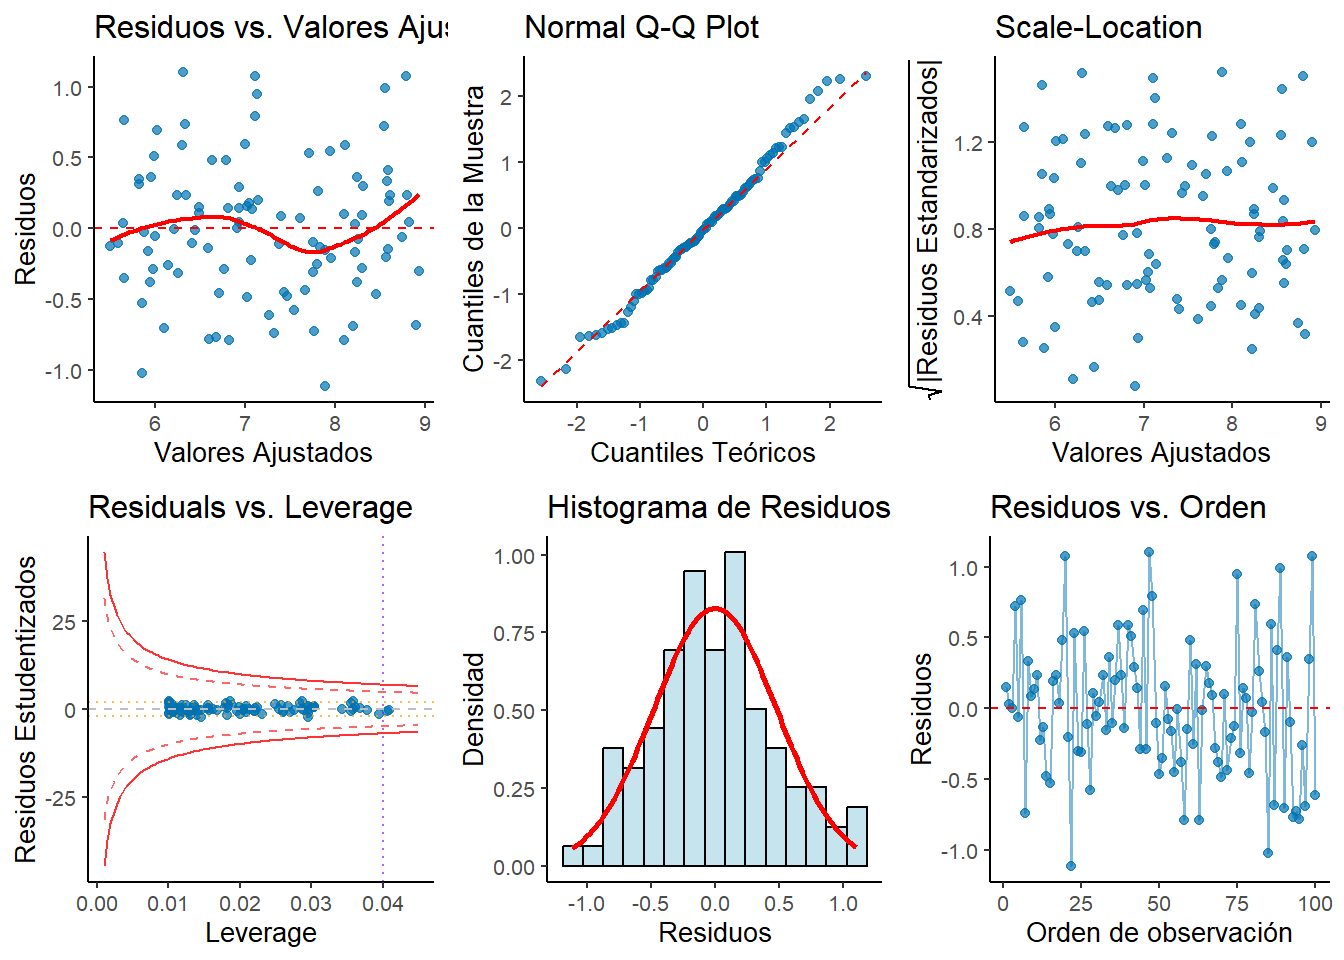 Residuos vs. Valores Ajus
Residuos
1.0
0.5
0.0
-0.5
-1.0
6 7 8 9
Valores Ajustados
Normal Q-Q Plot
Cuantiles de la Muestra
2
1
0
-1
-2
-2 -1 0 1 2
Cuantiles Teóricos
Scale-Location
√|Residuos Estandarizados|
1.2
0.8
0.4
6 7 8 9
Valores Ajustados
Residuals vs. Leverage
Residuos Estudentizados
25
0
-25
0.00 0.01 0.02 0.03 0.04
Leverage
Histograma de Residuos
Densidad
1.00
0.75
0.50
0.25
0.00
-1.0 -0.5 0.0 0.5 1.0
Residuos
Residuos vs. Orden
Residuos
1.0
0.5
0.0
-0.5
-1.0
0 25 50 75 100
Orden de observación